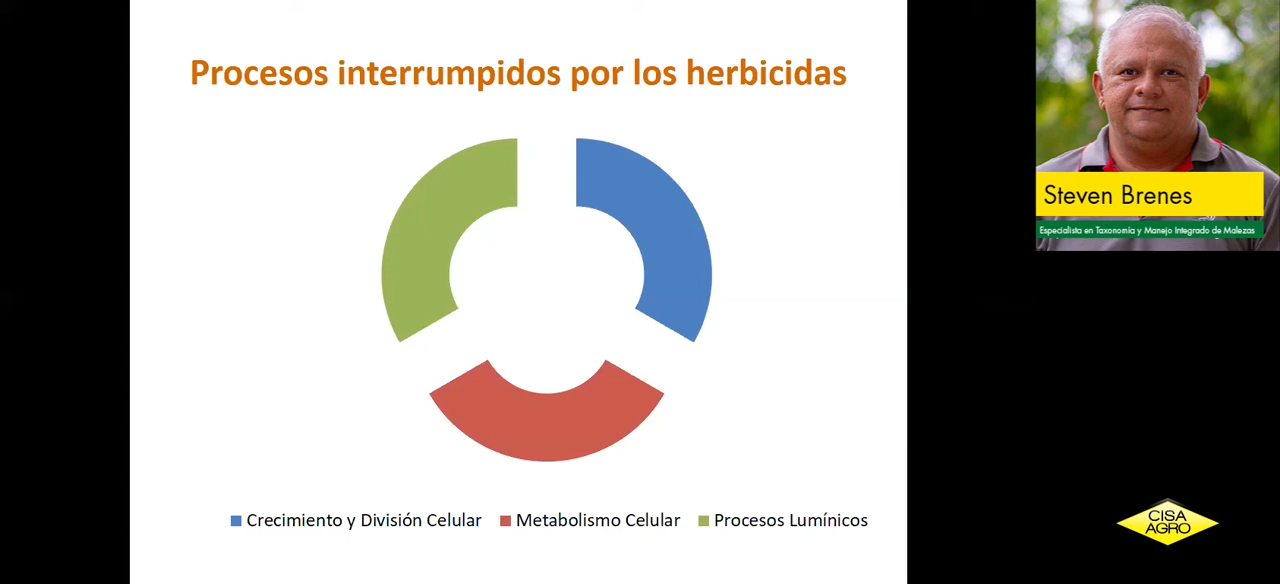 Procesos interrumpidos por los herbicidas
Crecimiento y División Celular
Metabolismo Celular
Procesos Lumínicos
Steven Brenes
Especialista en Taxonomía y Manejo Integrado de Malezas
CISA
AGRO